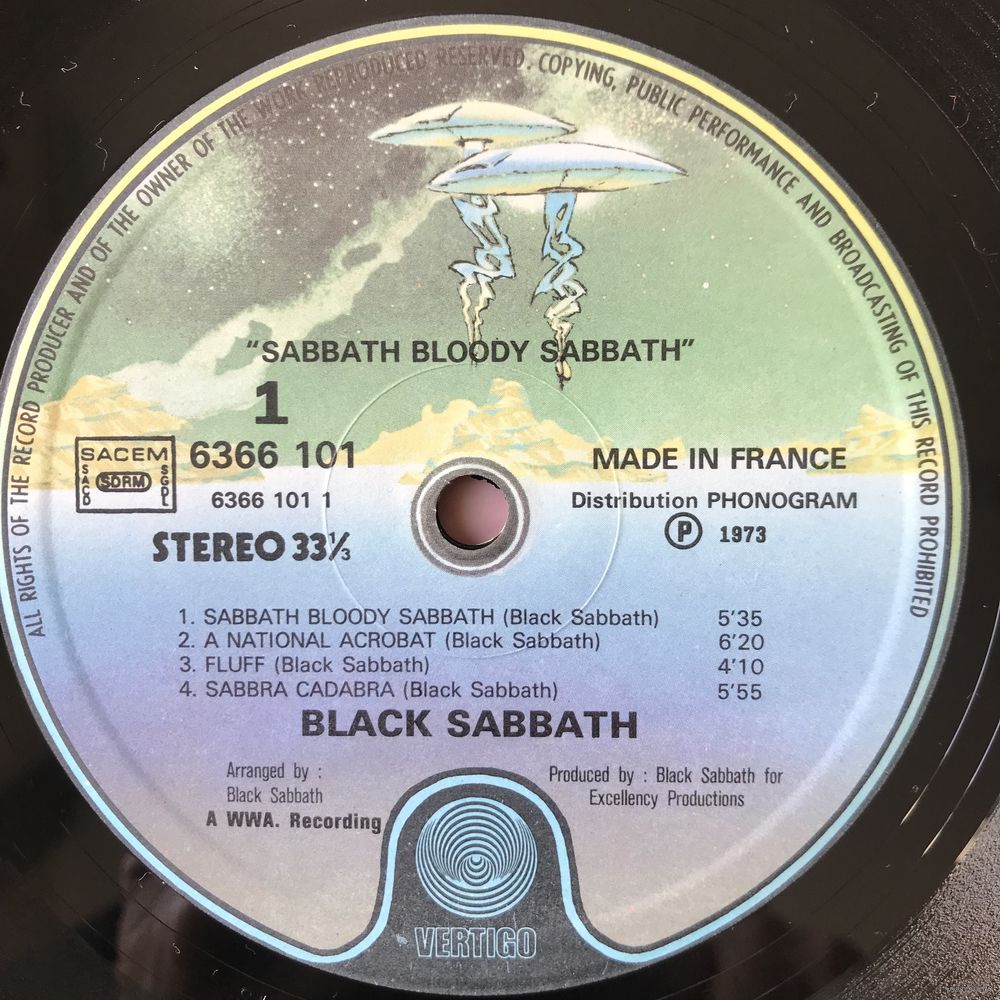 ALL RIGHTS OF THE RECORD PRODUCER AND OF THE OWNER OF THE WORK REPRODUCED RESERVED. COPYING, PUBLIC PERFORMANCE AND BROADCASTING OF THIS RECORD PROHIBITED
"SABBATH BLOODY SABBATH"
1
SACEM
SACD
SDRM
SGDL
6366 101
6366 101 1
STEREO 33⅓
MADE IN FRANCE
Distribution PHONOGRAM
Ⓟ 1973
1. SABBATH BLOODY SABBATH (Black Sabbath) 5'35
2. A NATIONAL ACROBAT (Black Sabbath) 6'20
3. FLUFF (Black Sabbath) 4'10
4. SABBRA CADABRA (Black Sabbath) 5'55
BLACK SABBATH
Arranged by :
Black Sabbath
A WWA. Recording
Produced by : Black Sabbath for
Excellency Productions
VERTIGO